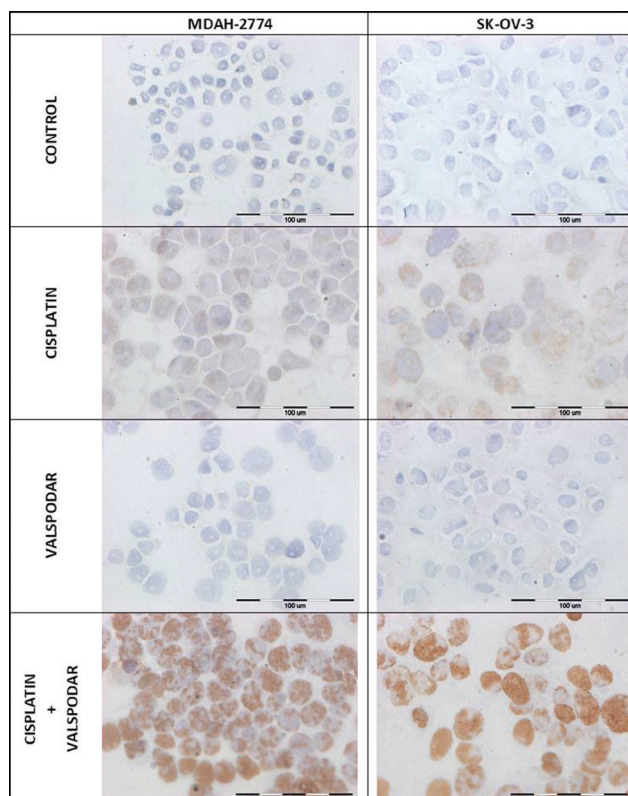 MDAH-2774
SK-OV-3
CONTROL
100 um
100 um
CISPLATIN
100 um
100 um
VALSPODAR
100 um
100 um
CISPLATIN
+
VALSPODAR